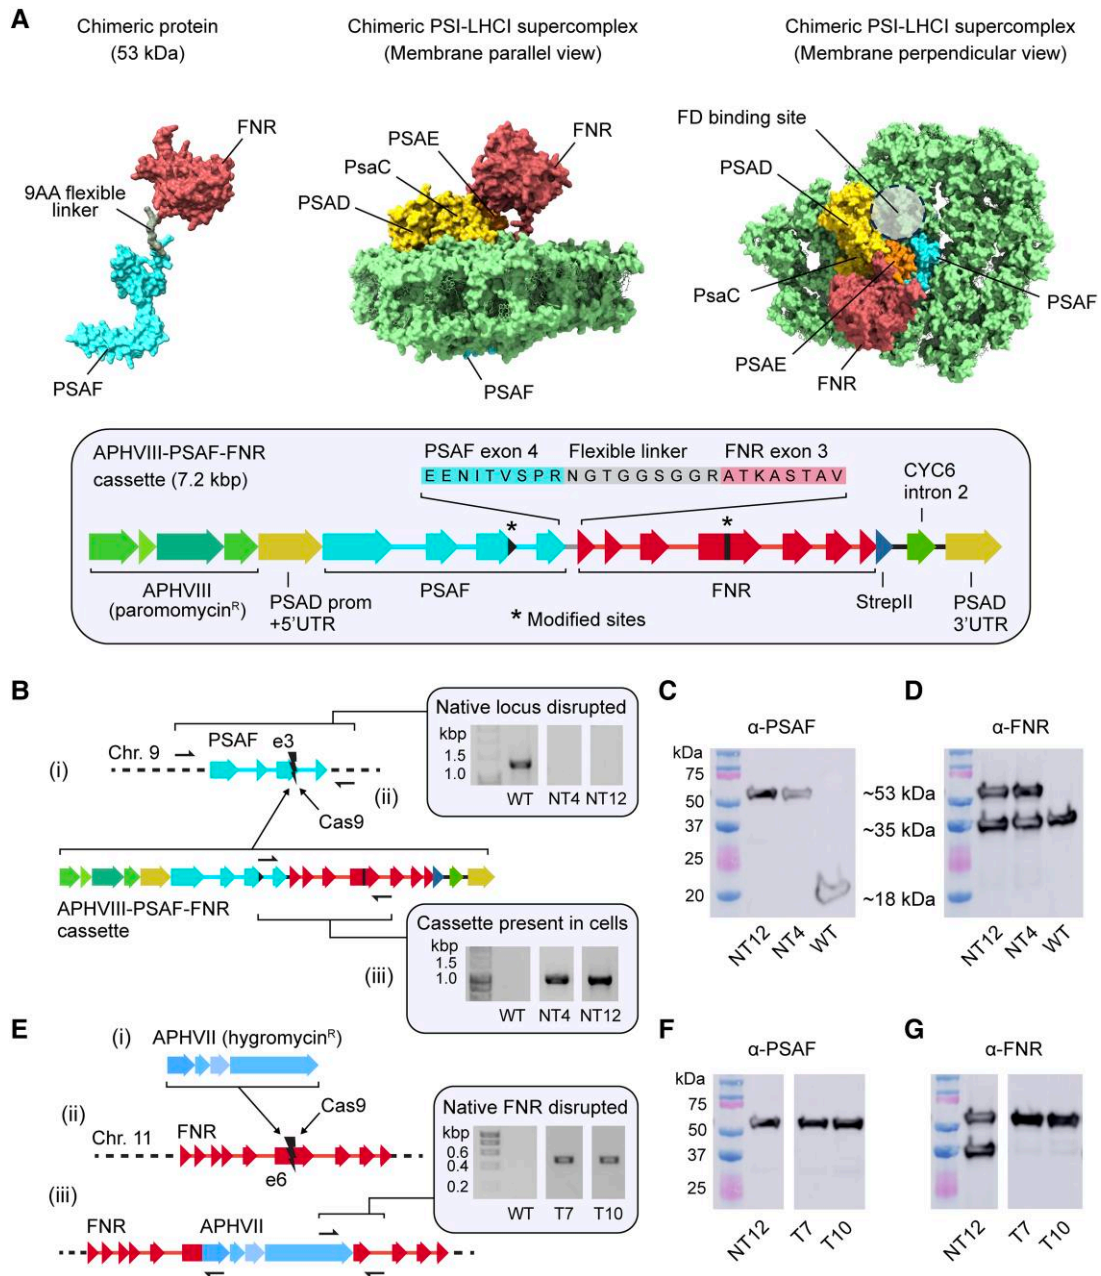 A
Chimeric protein
(53 kDa)
Chimeric PSI-LHCI supercomplex
(Membrane parallel view)
Chimeric PSI-LHCI supercomplex
(Membrane perpendicular view)
FNR
9AA flexible
linker
PSAF
PSAE
FNR
PsaC
PSAD
PSAF
FD binding site
PSAD
PsaC
PSAF
PSAE
FNR
APHVIII-PSAF-FNR
cassette (7.2 kbp)
PSAF exon 4
Flexible linker
FNR exon 3
E E N I T V S P R N G T G G S G G R A T K A S T A V
CYC6
intron 2
*
*
APHVIII
(paromomycinR)
PSAD prom
+5'UTR
PSAF
* Modified sites
FNR
StrepII
PSAD
3'UTR
B
Chr. 9
PSAF
e3
(i)
(ii)
Cas9
Native locus disrupted
kbp
1.5
1.0
WT NT4 NT12
APHVIII-PSAF-FNR
cassette
(iii)
Cassette present in cells
kbp
1.5
1.0
WT NT4 NT12
C
α-PSAF
kDa
75
50
37
25
20
NT12 NT4 WT
D
α-FNR
~53 kDa
~35 kDa
~18 kDa
NT12 NT4 WT
E
(i)
APHVII (hygromycinR)
(ii)
Cas9
Chr. 11
FNR
e6
(iii)
FNR
APHVII
Native FNR disrupted
kbp
0.6
0.4
0.2
WT T7 T10
F
α-PSAF
kDa
75
50
37
25
NT12 T7 T10
G
α-FNR
NT12 T7 T10